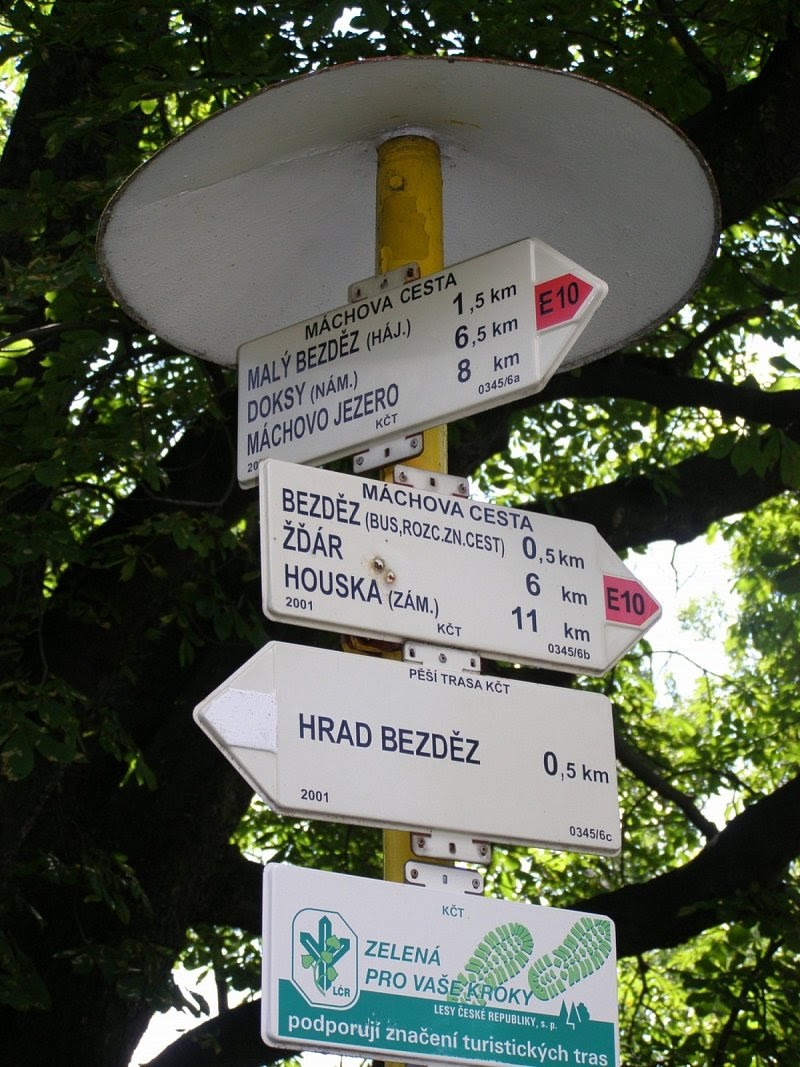 MÁCHOVA CESTA
MALÝ BEZDĚZ (HÁJ.) 1,5 km
DOKSY (NÁM.) 6,5 km
MÁCHOVO JEZERO 8 km
E10
KČT 0345/6a
MÁCHOVA CESTA
BEZDĚZ (BUS,ROZC.ZN.CEST) 0,5 km
ŽĎÁR 6 km
HOUSKA (ZÁM.) 11 km
E10
2001 KČT 0345/6b
PĚŠÍ TRASA KČT
HRAD BEZDĚZ 0,5 km
2001 0345/6c
KČT
ZELENÁ
PRO VAŠE KROKY
LČR
LESY ČESKÉ REPUBLIKY, s. p.
podporují značení turistických tras